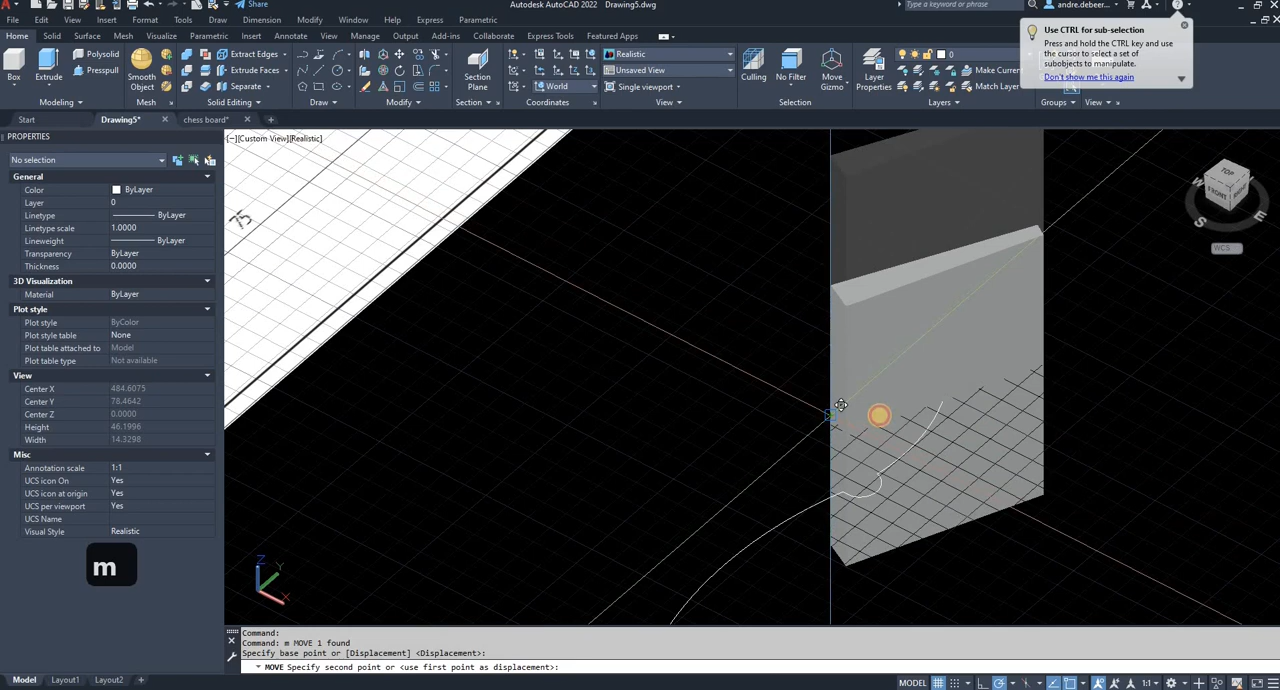 Share
Autodesk AutoCAD 2022 Drawing5.dwg
Type a keyword or phrase
andre.debeer...
File Edit View Insert Format Tools Draw Dimension Modify Window Help Express Parametric
Home Solid Surface Mesh Visualize Parametric Insert Annotate View Manage Output Add-ins Collaborate Express Tools Featured Apps
Use CTRL for sub-selection
Press and hold the CTRL key and use
the cursor to select a set of
subobjects to manipulate.
Don't show me this again
Polysolid
Extrude Edges
Realistic
0
Presspull
Extrude Faces
Unsaved View
Make Current
Box Extrude Smooth Object Section Plane Culling No Filter Move Gizmo Layer Properties
Separate
World
Single viewport
Match Layer
Modeling Mesh Solid Editing Draw Modify Section Coordinates View Selection Layers Groups View
Start Drawing5* chess board*
PROPERTIES
[−][Custom View][Realistic]
No selection
General
Color ByLayer
Layer 0
Linetype ByLayer
Linetype scale 1.0000
Lineweight ByLayer
Transparency ByLayer
Thickness 0.0000
3D Visualization
Material ByLayer
Plot style
Plot style ByColor
Plot style table None
Plot table attached to Model
Plot table type Not available
View
Center X 484.6075
Center Y 78.4642
Center Z 0.0000
Height 46.1996
Width 14.3298
Misc
Annotation scale 1:1
UCS icon On Yes
UCS icon at origin Yes
UCS per viewport Yes
UCS Name
Visual Style Realistic
TOP
FRONT RIGHT
W
S E
WCS
m
Z
Y
X
Command:
Command: m MOVE 1 found
Specify base point or [Displacement] <Displacement>:
MOVE Specify second point or <use first point as displacement>:
Model Layout1 Layout2 +
MODEL 1:1